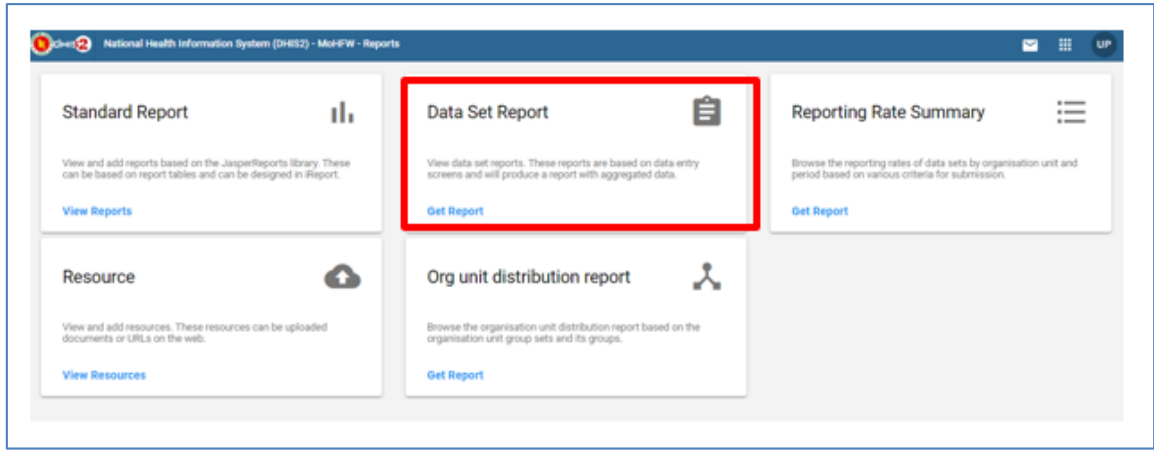 DHIS2 National Health Information System (DHIS2) - MoHFW - Reports
UP
Standard Report
View and add reports based on the JasperReports library. These
can be based on report tables and can be designed in iReport.
View Reports
Data Set Report
View data set reports. These reports are based on data entry
screens and will produce a report with aggregated data.
Get Report
Reporting Rate Summary
Browse the reporting rates of data sets by organisation unit and
period based on various criteria for submission.
Get Report
Resource
View and add resources. These resources can be uploaded
documents or URLs on the web.
View Resources
Org unit distribution report
Browse the organisation unit distribution report based on the
organisation unit group sets and its groups.
Get Report